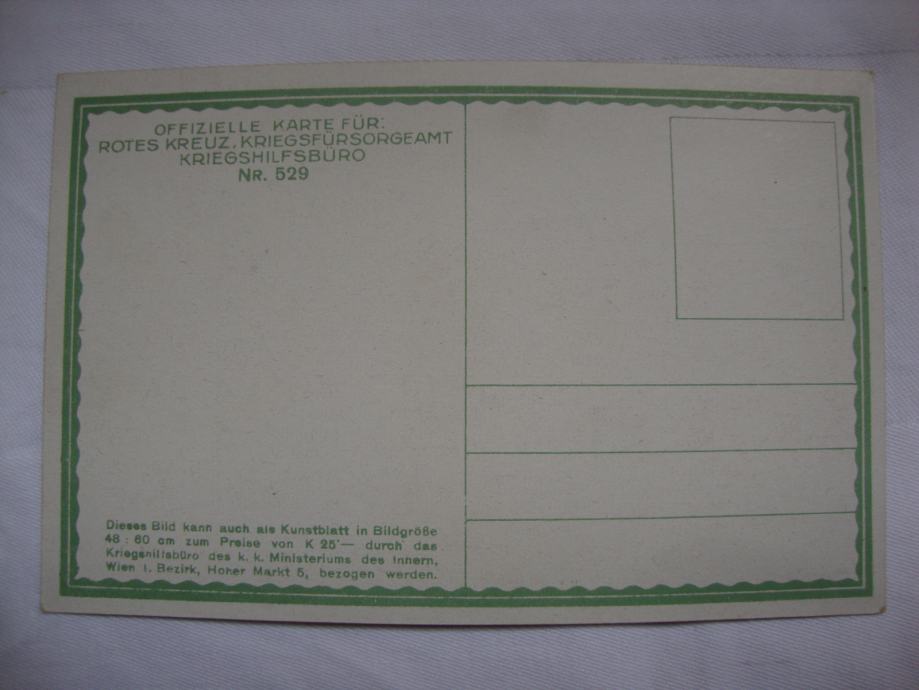 OFFIZIELLE KARTE FÜR:
ROTES KREUZ, KRIEGSFÜRSORGEAMT
KRIEGSHILFSBÜRO
NR. 529
Dieses Bild kann auch als Kunstblatt in Bildgröße
48 : 60 cm zum Preise von K 25·— durch das
Kriegshilfsbüro des k. k. Ministeriums des Innern,
Wien I. Bezirk, Hoher Markt 5, bezogen werden.